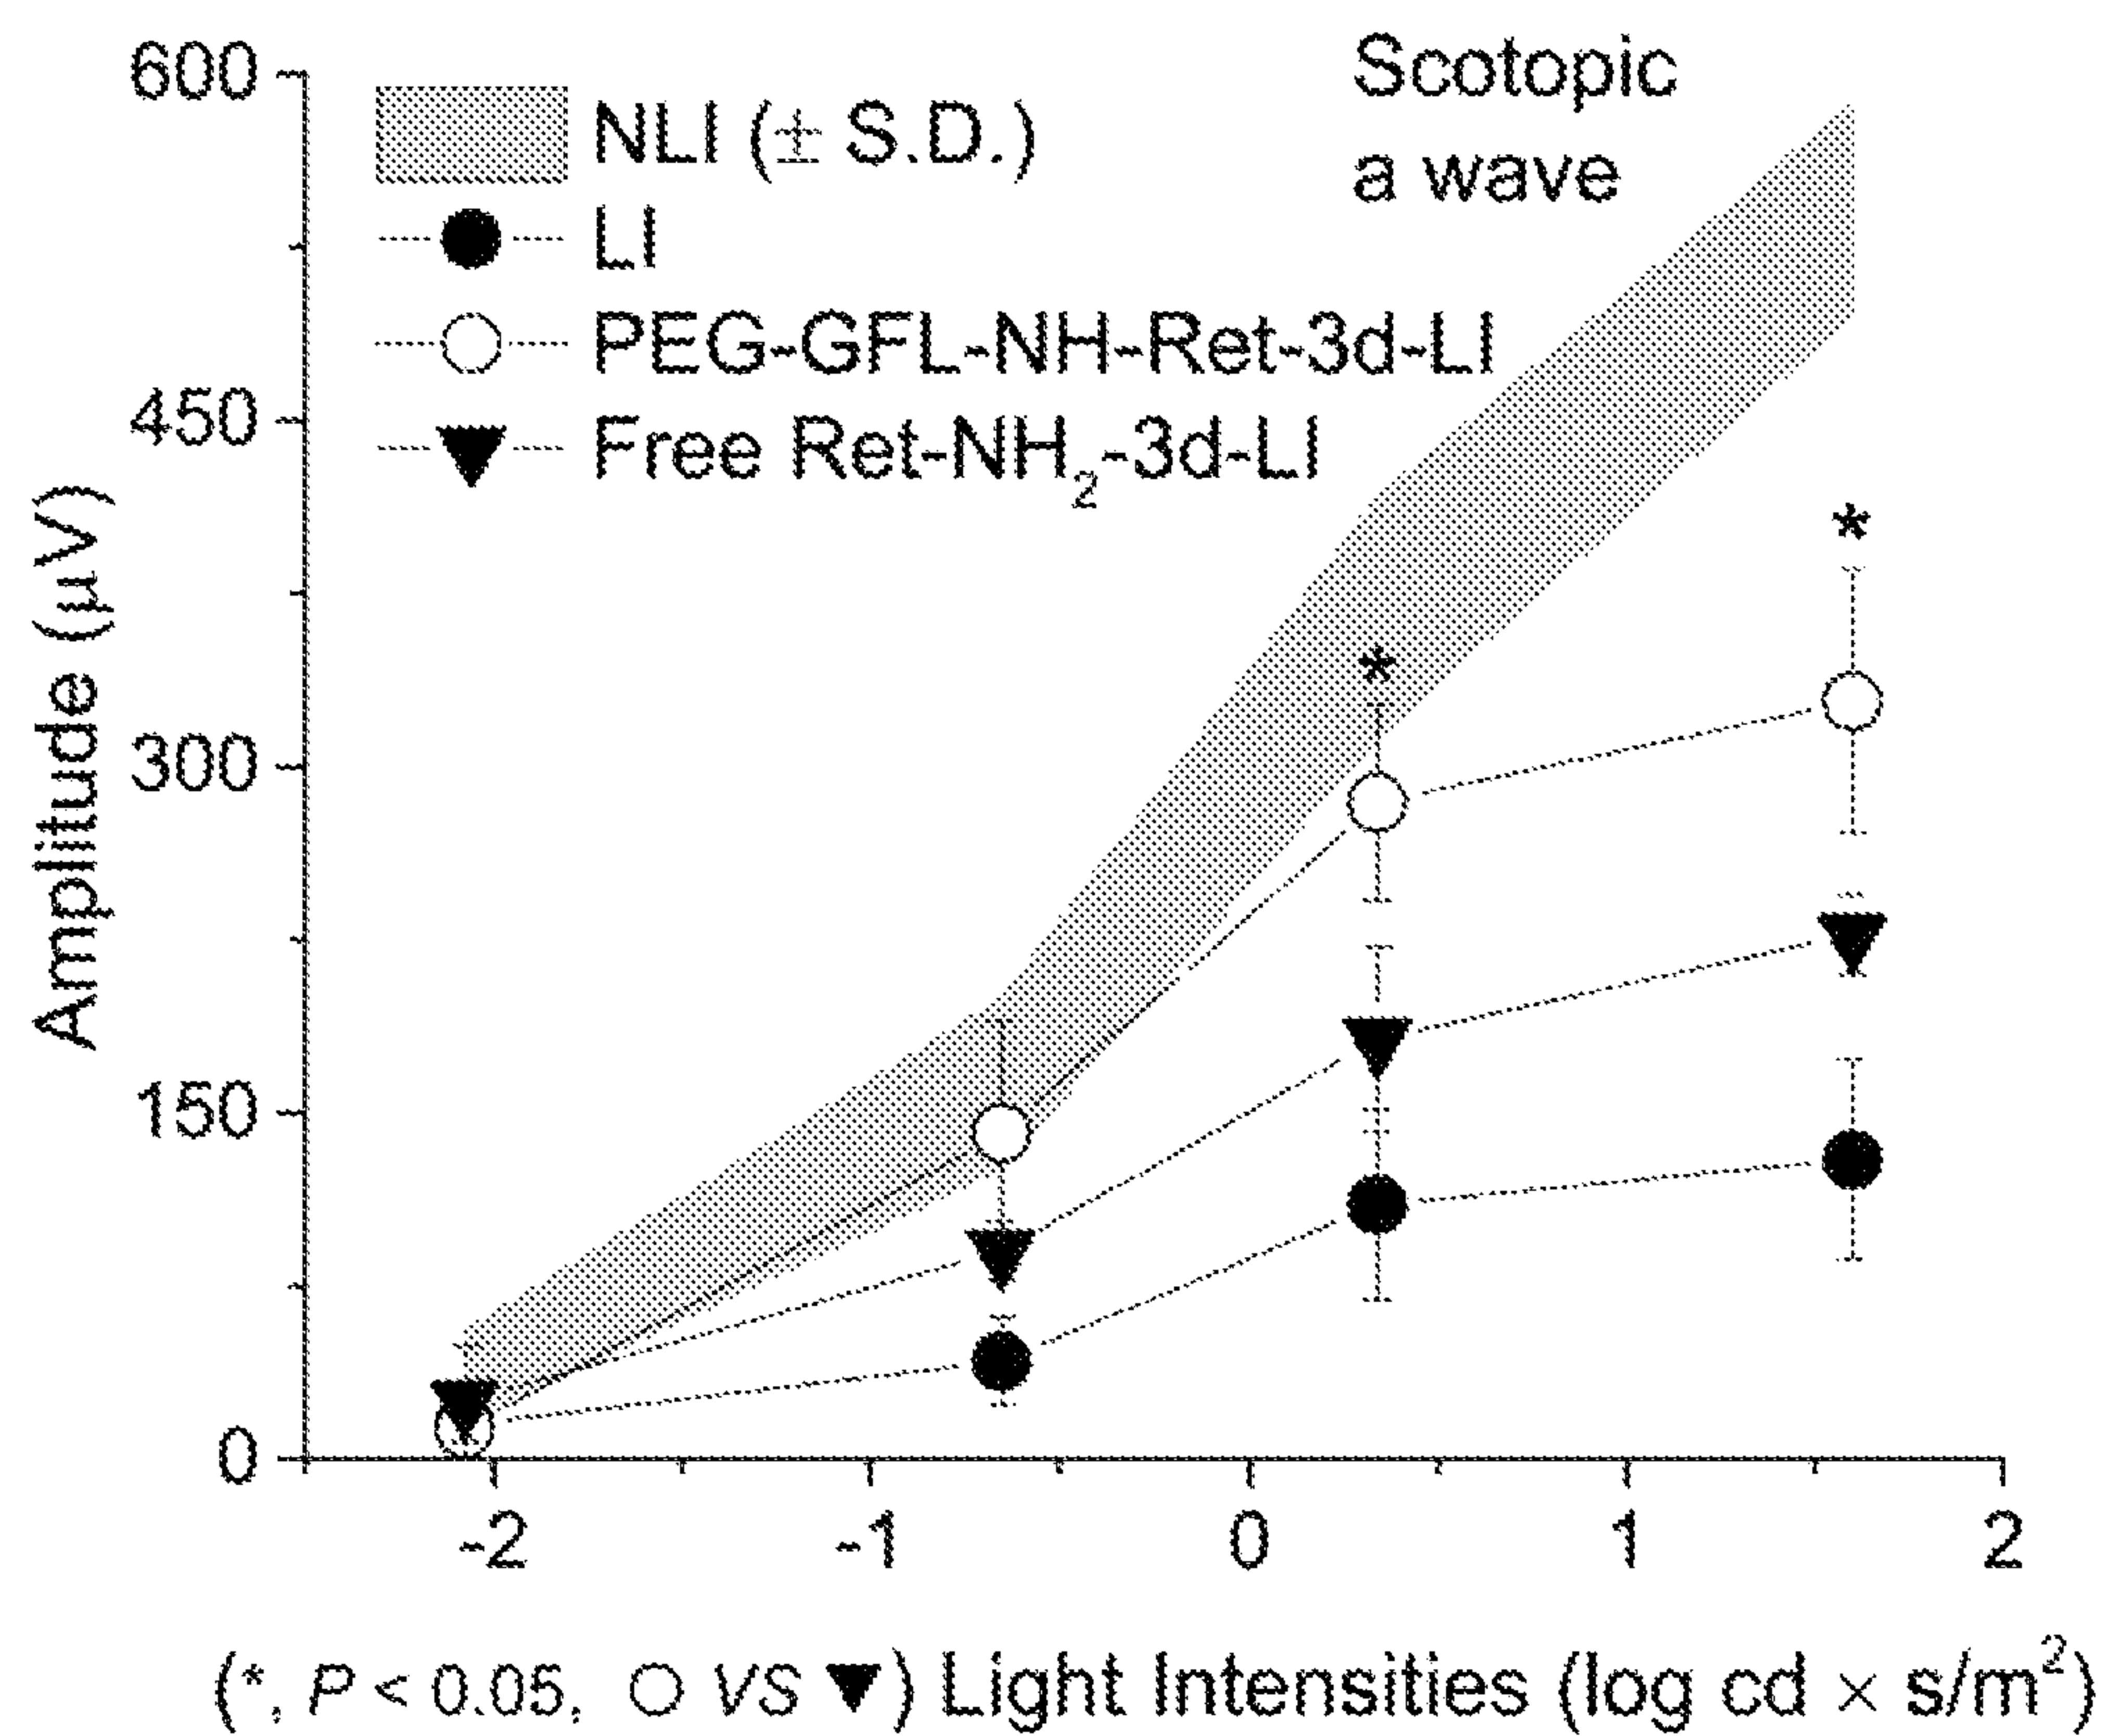 600
450
300
150
0
Amplitude (µV)
NLI (± S.D.)
LI
PEG-GFL-NH-Ret-3d-LI
Free Ret-NH₂-3d-LI
Scotopic
a wave
*
*
-2 -1 0 1 2
(*, P < 0.05, ○ VS ▼) Light Intensities (log cd × s/m²)